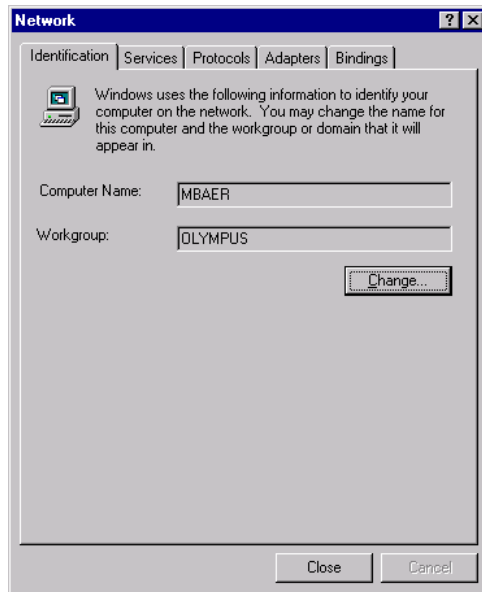 Network
Identification Services Protocols Adapters Bindings
Windows uses the following information to identify your
computer on the network. You may change the name for
this computer and the workgroup or domain that it will
appear in.
Computer Name: MBAER
Workgroup: OLYMPUS
Change...
Close Cancel